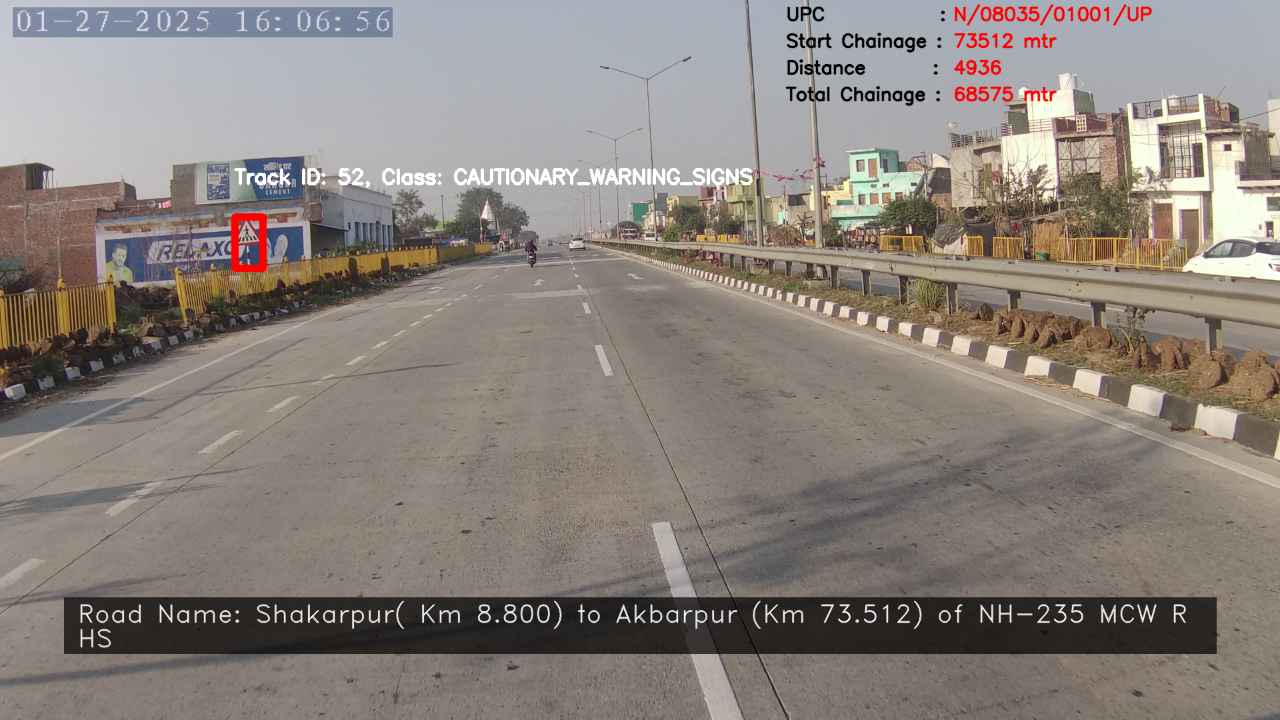 01-27-2025 16:06:56
UPC : N/08035/01001/UP
Start Chainage : 73512 mtr
Distance : 4936
Total Chainage : 68575 mtr
Track ID: 52, Class: CAUTIONARY_WARNING_SIGNS
CEMENT
RELAXO
Road Name: Shakarpur( Km 8.800) to Akbarpur (Km 73.512) of NH-235 MCW R
HS